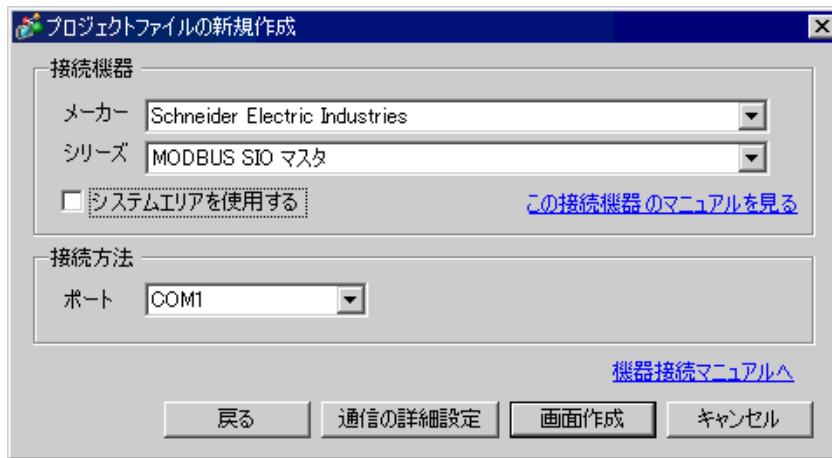 プロジェクトファイルの新規作成
接続機器
メーカー Schneider Electric Industries
シリーズ MODBUS SIO マスタ
システムエリアを使用する この接続機器のマニュアルを見る
接続方法
ポート COM1
機器接続マニュアルへ
戻る 通信の詳細設定 画面作成 キャンセル